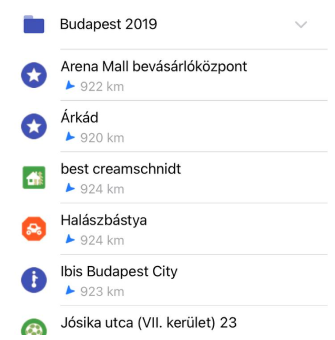 Budapest 2019
Arena Mall bevásárlóközpont
922 km
Árkád
920 km
best creamschnidt
924 km
Halászbástya
924 km
Ibis Budapest City
923 km
Jósika utca (VII. kerület) 23